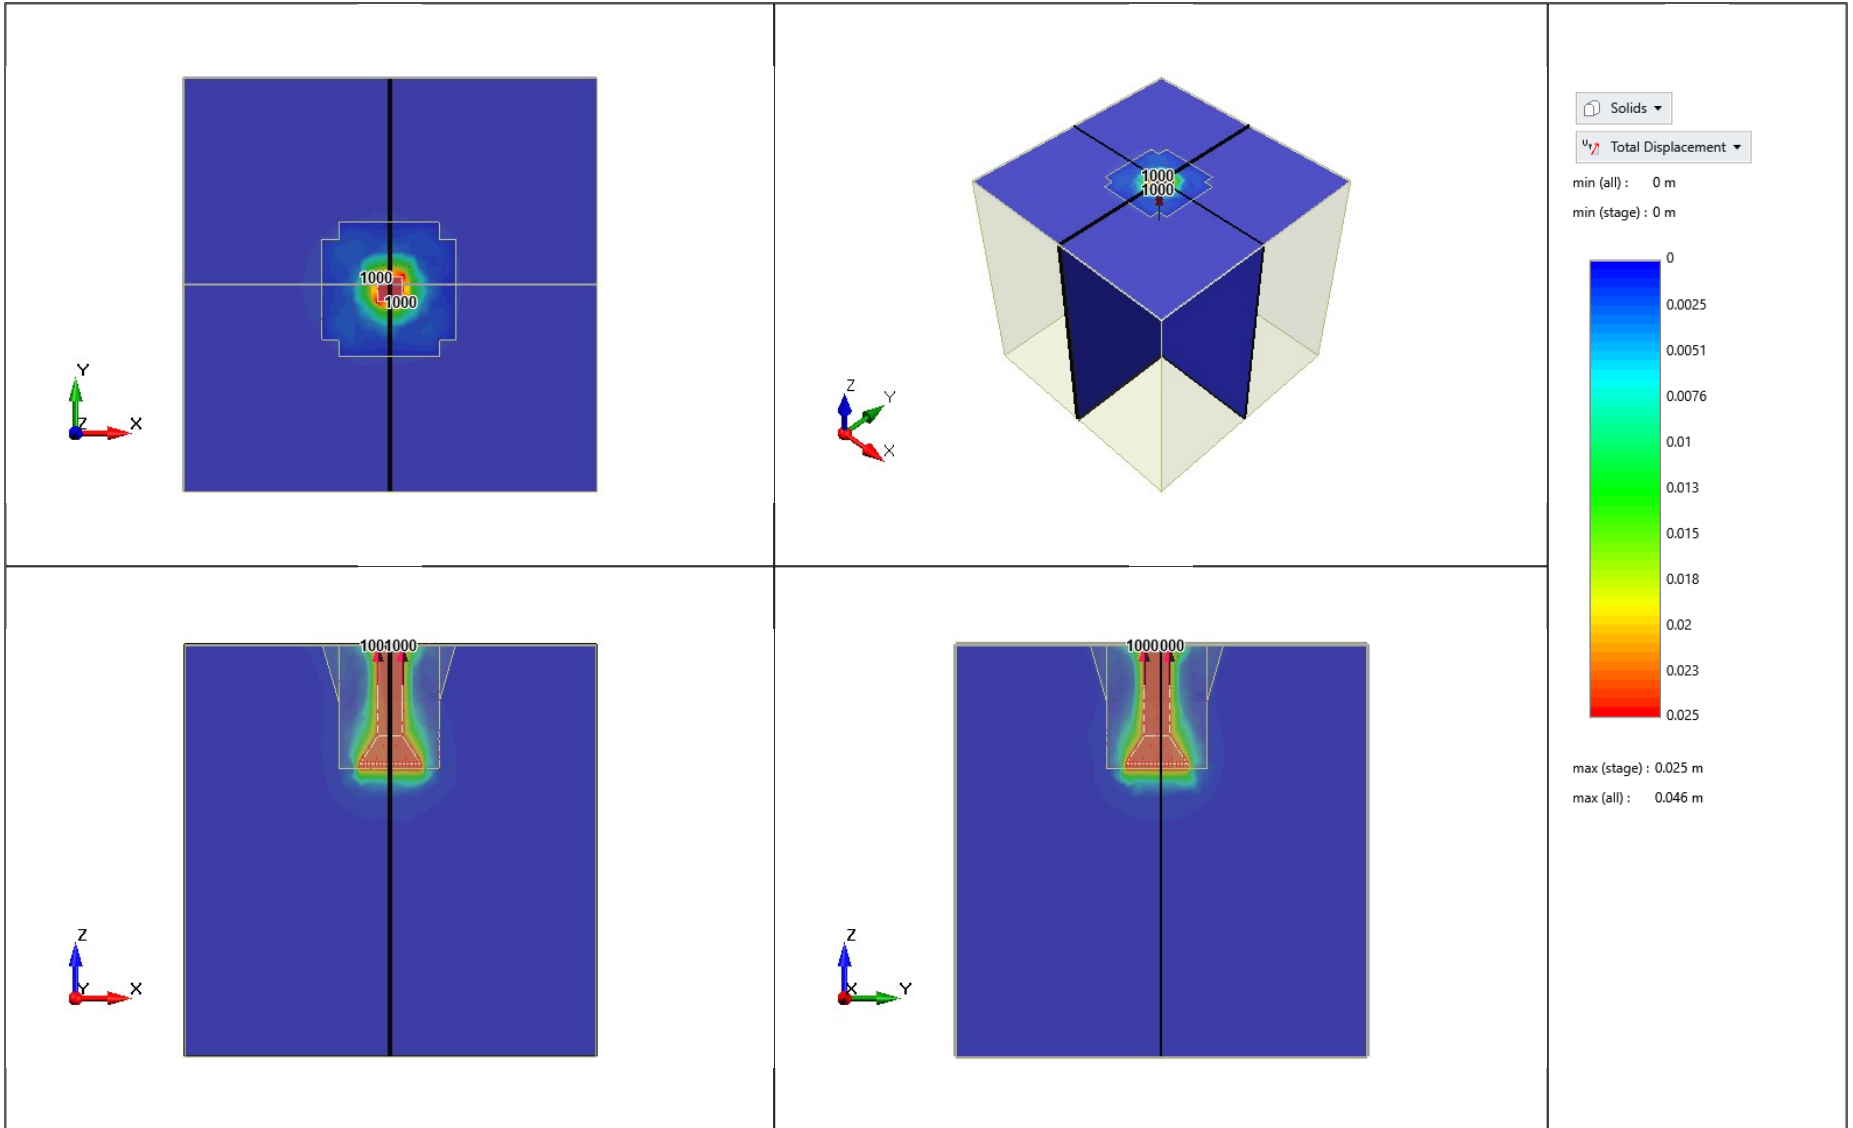 1000
1000
Y
Z
X
1000
1000
Z
Y
X
Solids
Total Displacement
min (all) : 0 m
min (stage) : 0 m
0
0.0025
0.0051
0.0076
0.01
0.013
0.015
0.018
0.02
0.023
0.025
max (stage) : 0.025 m
max (all) : 0.046 m
1001000
Z
Y
X
1000000
Z
X
Y